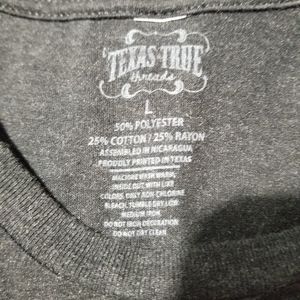 TEXAS TRUE
threads
L
50% POLYESTER
25% COTTON / 25% RAYON
ASSEMBLED IN NICARAGUA
PROUDLY PRINTED IN TEXAS
MACHINE WASH WARM,
INSIDE OUT WITH LIKE
COLORS, ONLY NON-CHLORINE
BLEACH, TUMBLE DRY LOW
MEDIUM IRON
DO NOT IRON DECORATION
DO NOT DRY CLEAN